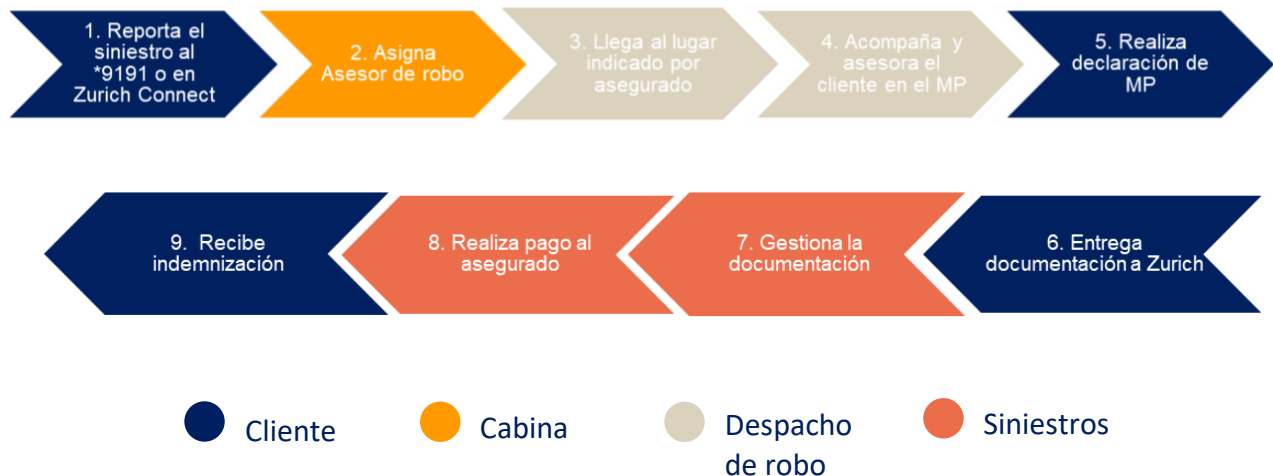 1. Reporta el
siniestro al
*9191 o en
Zurich Connect
2. Asigna
Asesor de robo
3. Llega al lugar
indicado por
asegurado
4. Acompaña y
asesora el
cliente en el MP
5. Realiza
declaración de
MP
6. Entrega
documentación a Zurich
7. Gestiona la
documentación
8. Realiza pago al
asegurado
9. Recibe
indemnización
Cliente
Cabina
Despacho
de robo
Siniestros